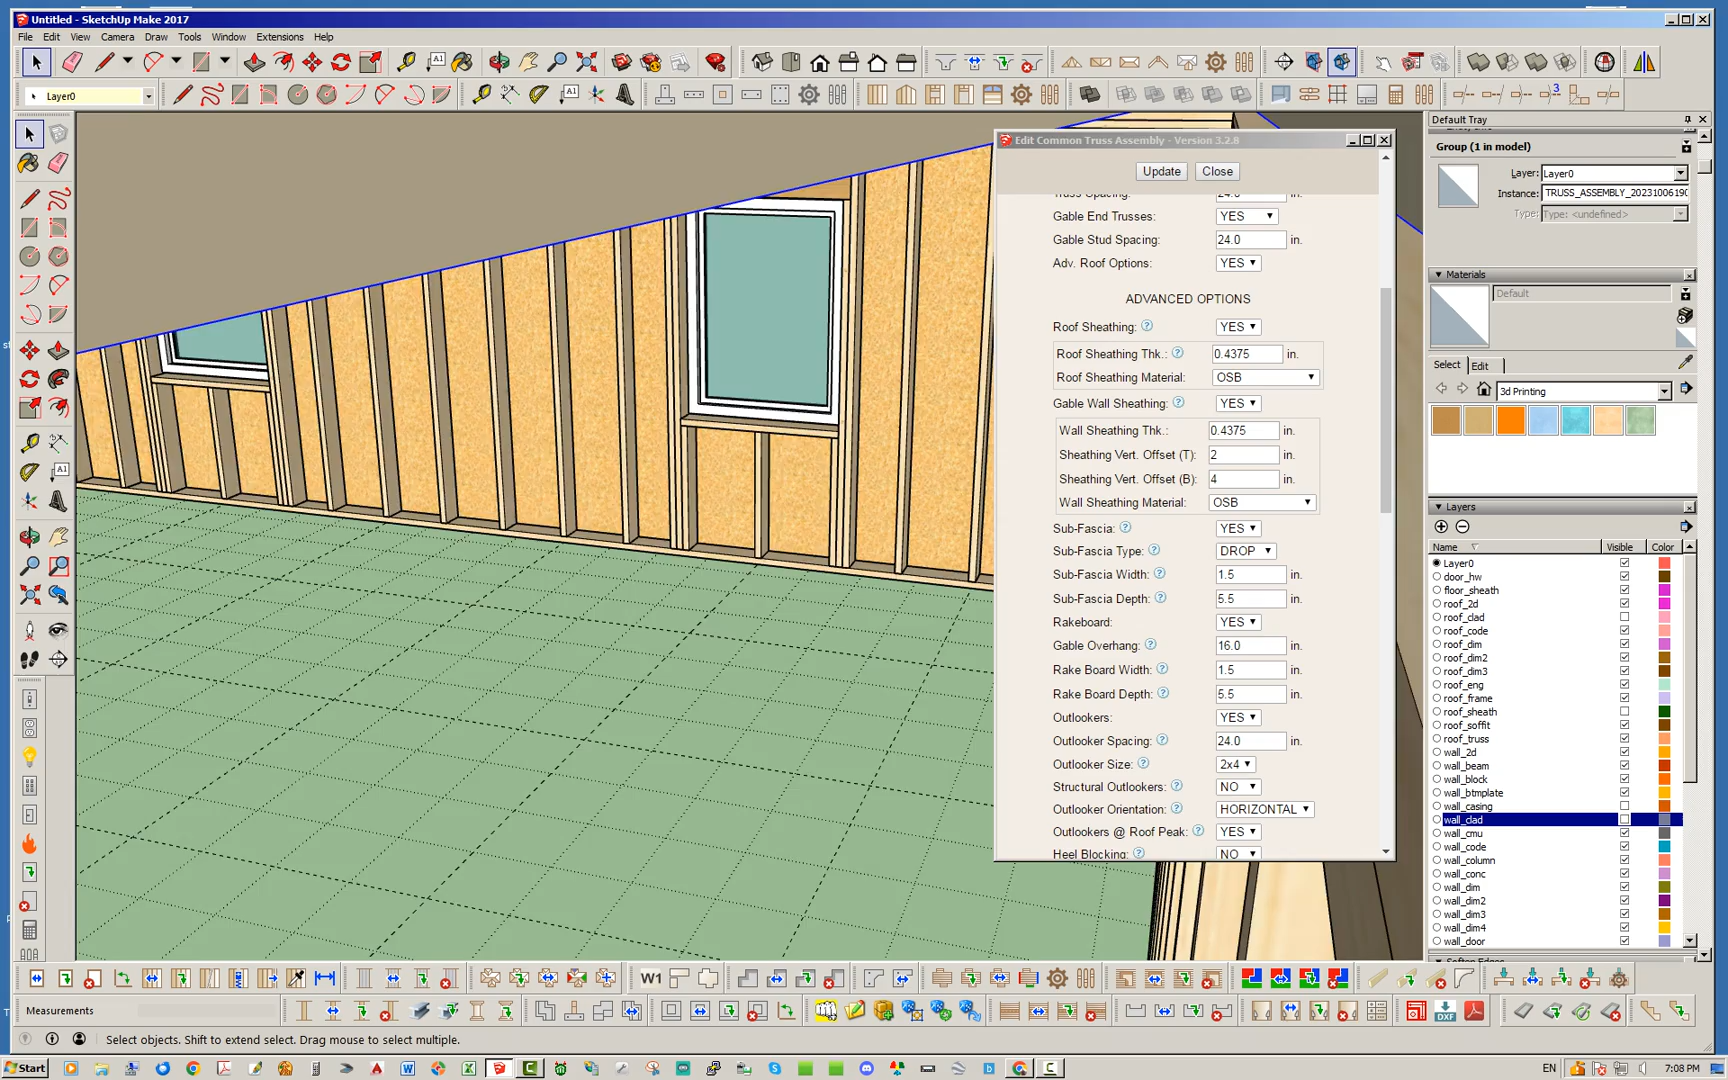 Untitled - SketchUp Make 2017
File Edit View Camera Draw Tools Window Extensions Help
Layer0
Default Tray
Group (1 in model)
Layer: Layer0
Instance: TRUSS_ASSEMBLY_2023100619
Type: Type: <undefined>
Materials
Default
Select Edit
3d Printing
Layers
Name Visible Color
Layer0
door_hw
floor_sheath
roof_2d
roof_clad
roof_code
roof_dim
roof_dim2
roof_dim3
roof_eng
roof_frame
roof_sheath
roof_soffit
roof_truss
wall_2d
wall_beam
wall_block
wall_btmplate
wall_casing
wall_clad
wall_cmu
wall_code
wall_column
wall_conc
wall_dim
wall_dim2
wall_dim3
wall_dim4
wall_door
Edit Common Truss Assembly - Version 3.2.8
Update Close
Truss Spacing: 24.0 in.
Gable End Trusses: YES
Gable Stud Spacing: 24.0 in.
Adv. Roof Options: YES
ADVANCED OPTIONS
Roof Sheathing: YES
Roof Sheathing Thk.: 0.4375 in.
Roof Sheathing Material: OSB
Gable Wall Sheathing: YES
Wall Sheathing Thk.: 0.4375 in.
Sheathing Vert. Offset (T): 2 in.
Sheathing Vert. Offset (B): 4 in.
Wall Sheathing Material: OSB
Sub-Fascia: YES
Sub-Fascia Type: DROP
Sub-Fascia Width: 1.5 in.
Sub-Fascia Depth: 5.5 in.
Rakeboard: YES
Gable Overhang: 16.0 in.
Rake Board Width: 1.5 in.
Rake Board Depth: 5.5 in.
Outlookers: YES
Outlooker Spacing: 24.0 in.
Outlooker Size: 2x4
Structural Outlookers: NO
Outlooker Orientation: HORIZONTAL
Outlookers @ Roof Peak: YES
Heel Blocking: NO
W1
DXF
Measurements
Select objects. Shift to extend select. Drag mouse to select multiple.
Start
EN
7:08 PM